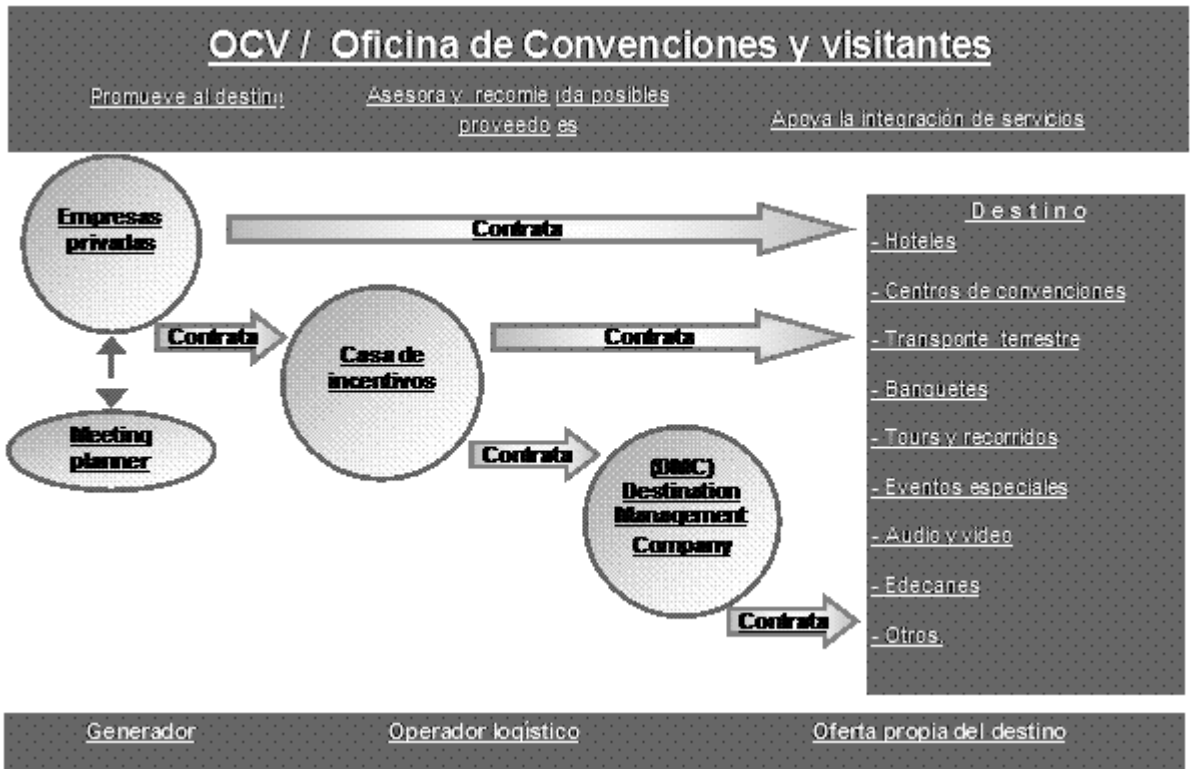 OCV / Oficina de Convenciones y visitantes
Promueve al destino
Asesora y recomienda posibles
proveedores
Apoya la integración de servicios
Empresas
privadas
Contrata
Destino
- Hoteles
- Centros de convenciones
Contrata
Casa de
incentivos
Contrata
- Transporte terrestre
- Banquetes
Meeting
planner
- Tours y recorridos
Contrata
(DMC)
Destination
Management
Company
- Eventos especiales
- Audio y video
- Edecanes
Contrata
- Otros.
Generador
Operador logístico
Oferta propia del destino